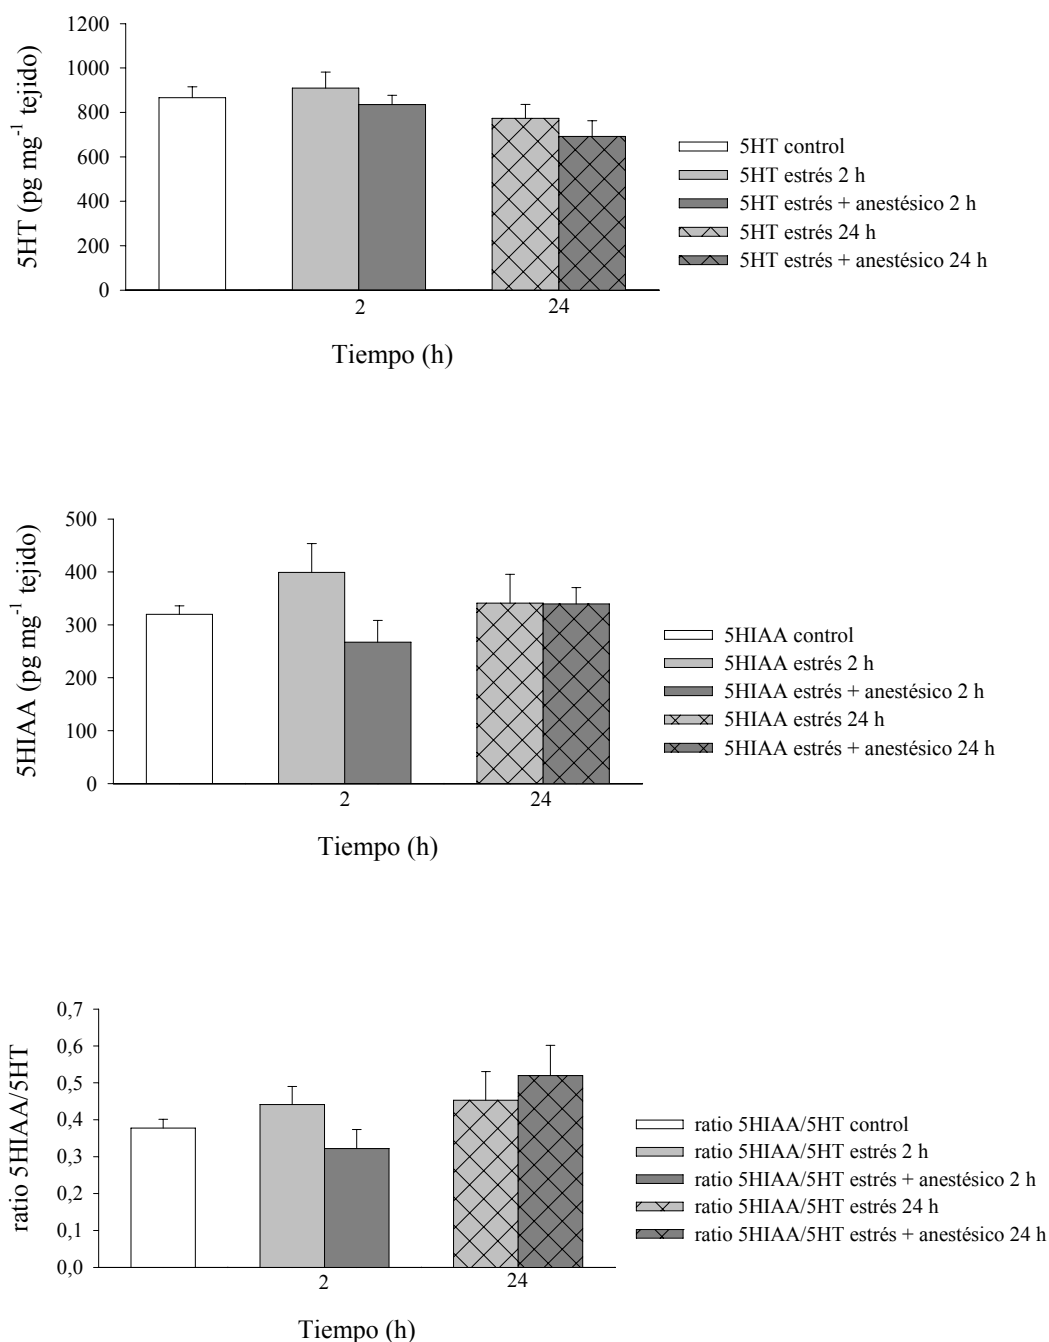 1200
1000
800
600
400
200
0
5HT (pg mg⁻¹ tejido)
2
24
Tiempo (h)
5HT control
5HT estrés 2 h
5HT estrés + anestésico 2 h
5HT estrés 24 h
5HT estrés + anestésico 24 h
500
400
300
200
100
0
5HIAA (pg mg⁻¹ tejido)
2
24
Tiempo (h)
5HIAA control
5HIAA estrés 2 h
5HIAA estrés + anestésico 2 h
5HIAA estrés 24 h
5HIAA estrés + anestésico 24 h
0,7
0,6
0,5
0,4
0,3
0,2
0,1
0,0
ratio 5HIAA/5HT
2
24
Tiempo (h)
ratio 5HIAA/5HT control
ratio 5HIAA/5HT estrés 2 h
ratio 5HIAA/5HT estrés + anestésico 2 h
ratio 5HIAA/5HT estrés 24 h
ratio 5HIAA/5HT estrés + anestésico 24 h